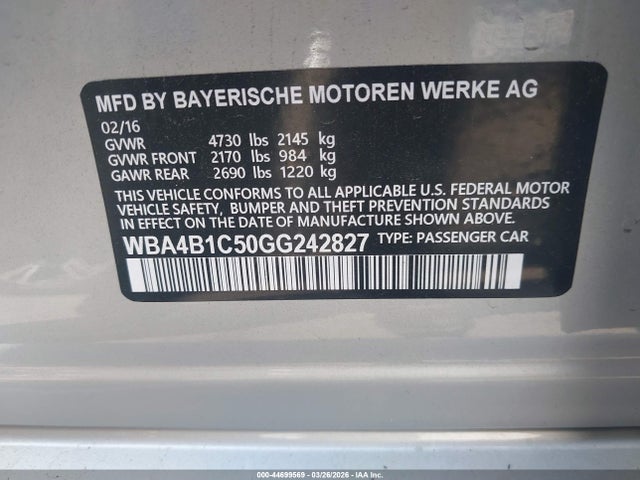 MFD BY BAYERISCHE MOTOREN WERKE AG
02/16
GVWR 4730 lbs 2145 kg
GVWR FRONT 2170 lbs 984 kg
GAWR REAR 2690 lbs 1220 kg
THIS VEHICLE CONFORMS TO ALL APPLICABLE U.S. FEDERAL MOTOR
VEHICLE SAFETY, BUMPER AND THEFT PREVENTION STANDARDS
IN EFFECT ON THE DATE OF MANUFACTURE SHOWN ABOVE.
WBA4B1C50GG242827 TYPE: PASSENGER CAR
000-44699569 03/26/2026 IAA Inc.